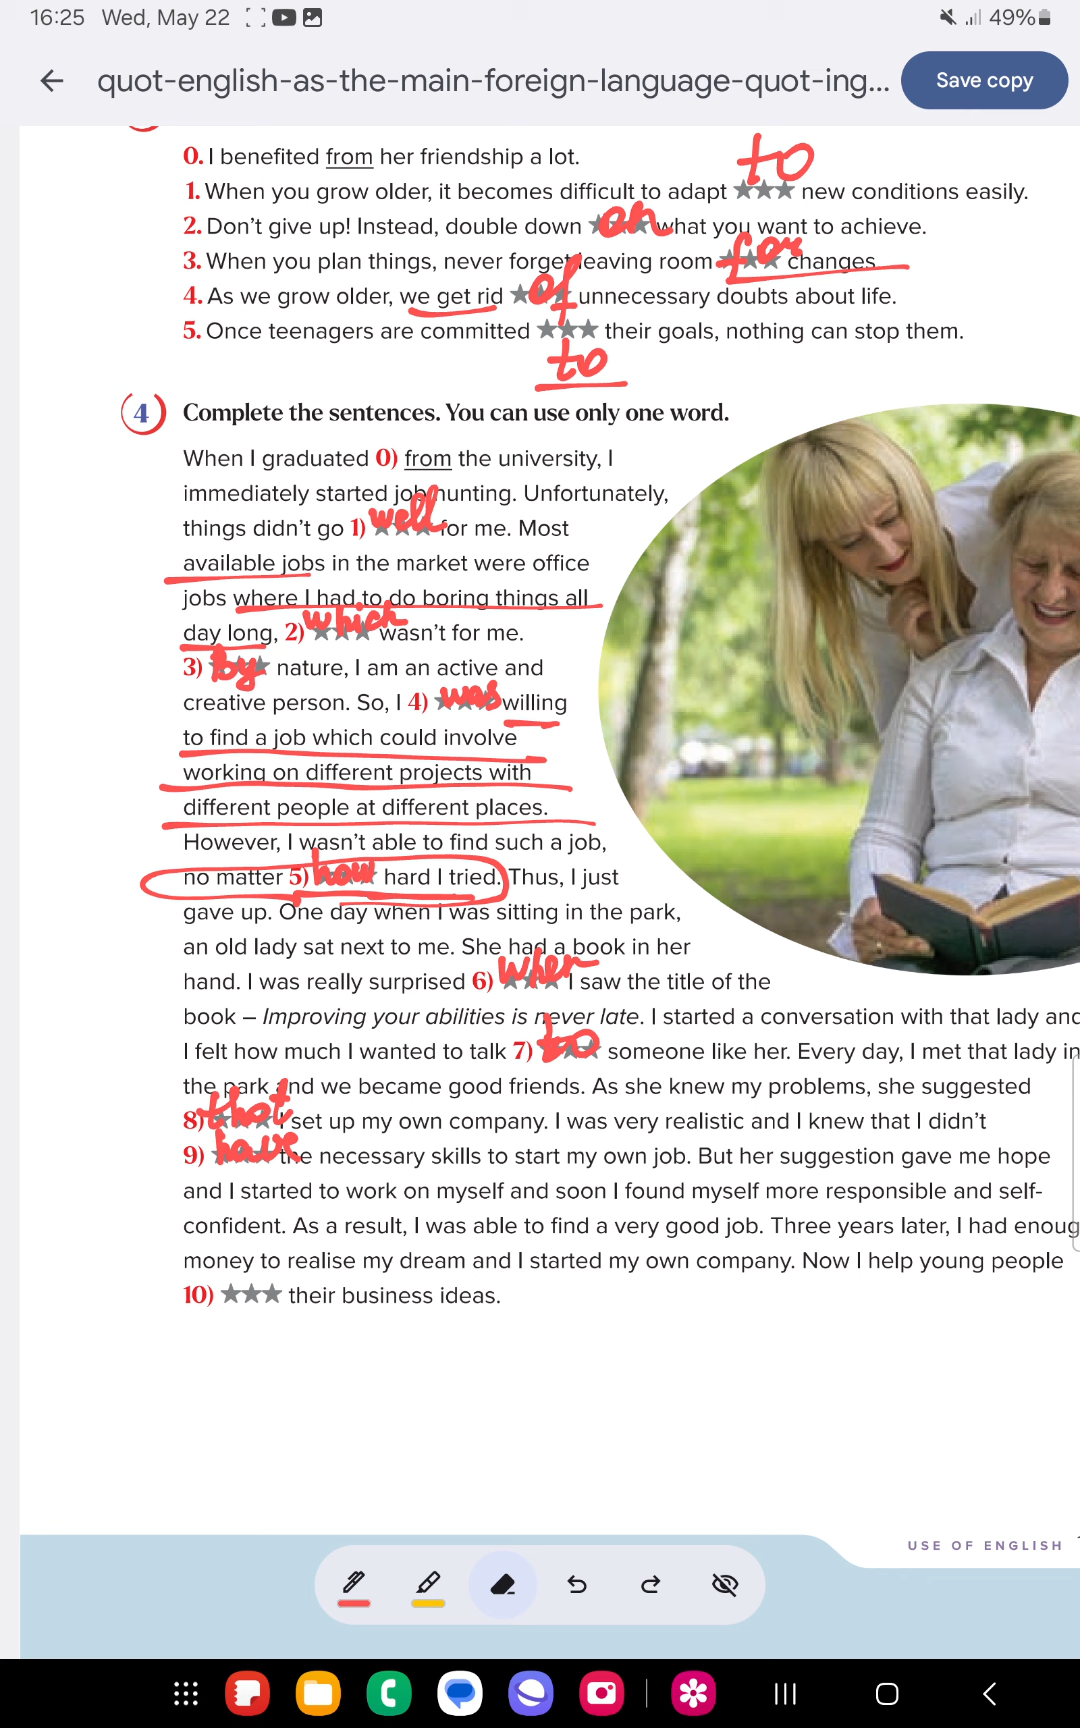 16:25 Wed, May 22 49%
quot-english-as-the-main-foreign-language-quot-ing... Save copy
0. I benefited from her friendship a lot.
1. When you grow older, it becomes difficult to adapt to ★★★ new conditions easily.
2. Don't give up! Instead, double down on what you want to achieve.
3. When you plan things, never forget leaving room for changes.
4. As we grow older, we get rid of unnecessary doubts about life.
5. Once teenagers are committed ★★★ their goals, nothing can stop them.
to
4 Complete the sentences. You can use only one word.
When I graduated 0) from the university, I
immediately started job hunting. Unfortunately,
things didn't go 1) well for me. Most
available jobs in the market were office
jobs where I had to do boring things all
day long, 2) which wasn't for me.
3) by nature, I am an active and
creative person. So, I 4) was willing
to find a job which could involve
working on different projects with
different people at different places.
However, I wasn't able to find such a job,
no matter 5) how hard I tried. Thus, I just
gave up. One day when I was sitting in the park,
an old lady sat next to me. She had a book in her
hand. I was really surprised 6) when I saw the title of the
book – Improving your abilities is never late. I started a conversation with that lady and
I felt how much I wanted to talk 7) to someone like her. Every day, I met that lady in
the park and we became good friends. As she knew my problems, she suggested
8) that I set up my own company. I was very realistic and I knew that I didn't
9) have the necessary skills to start my own job. But her suggestion gave me hope
and I started to work on myself and soon I found myself more responsible and self-
confident. As a result, I was able to find a very good job. Three years later, I had enoug
money to realise my dream and I started my own company. Now I help young people
10) ★★★ their business ideas.
USE OF ENGLISH